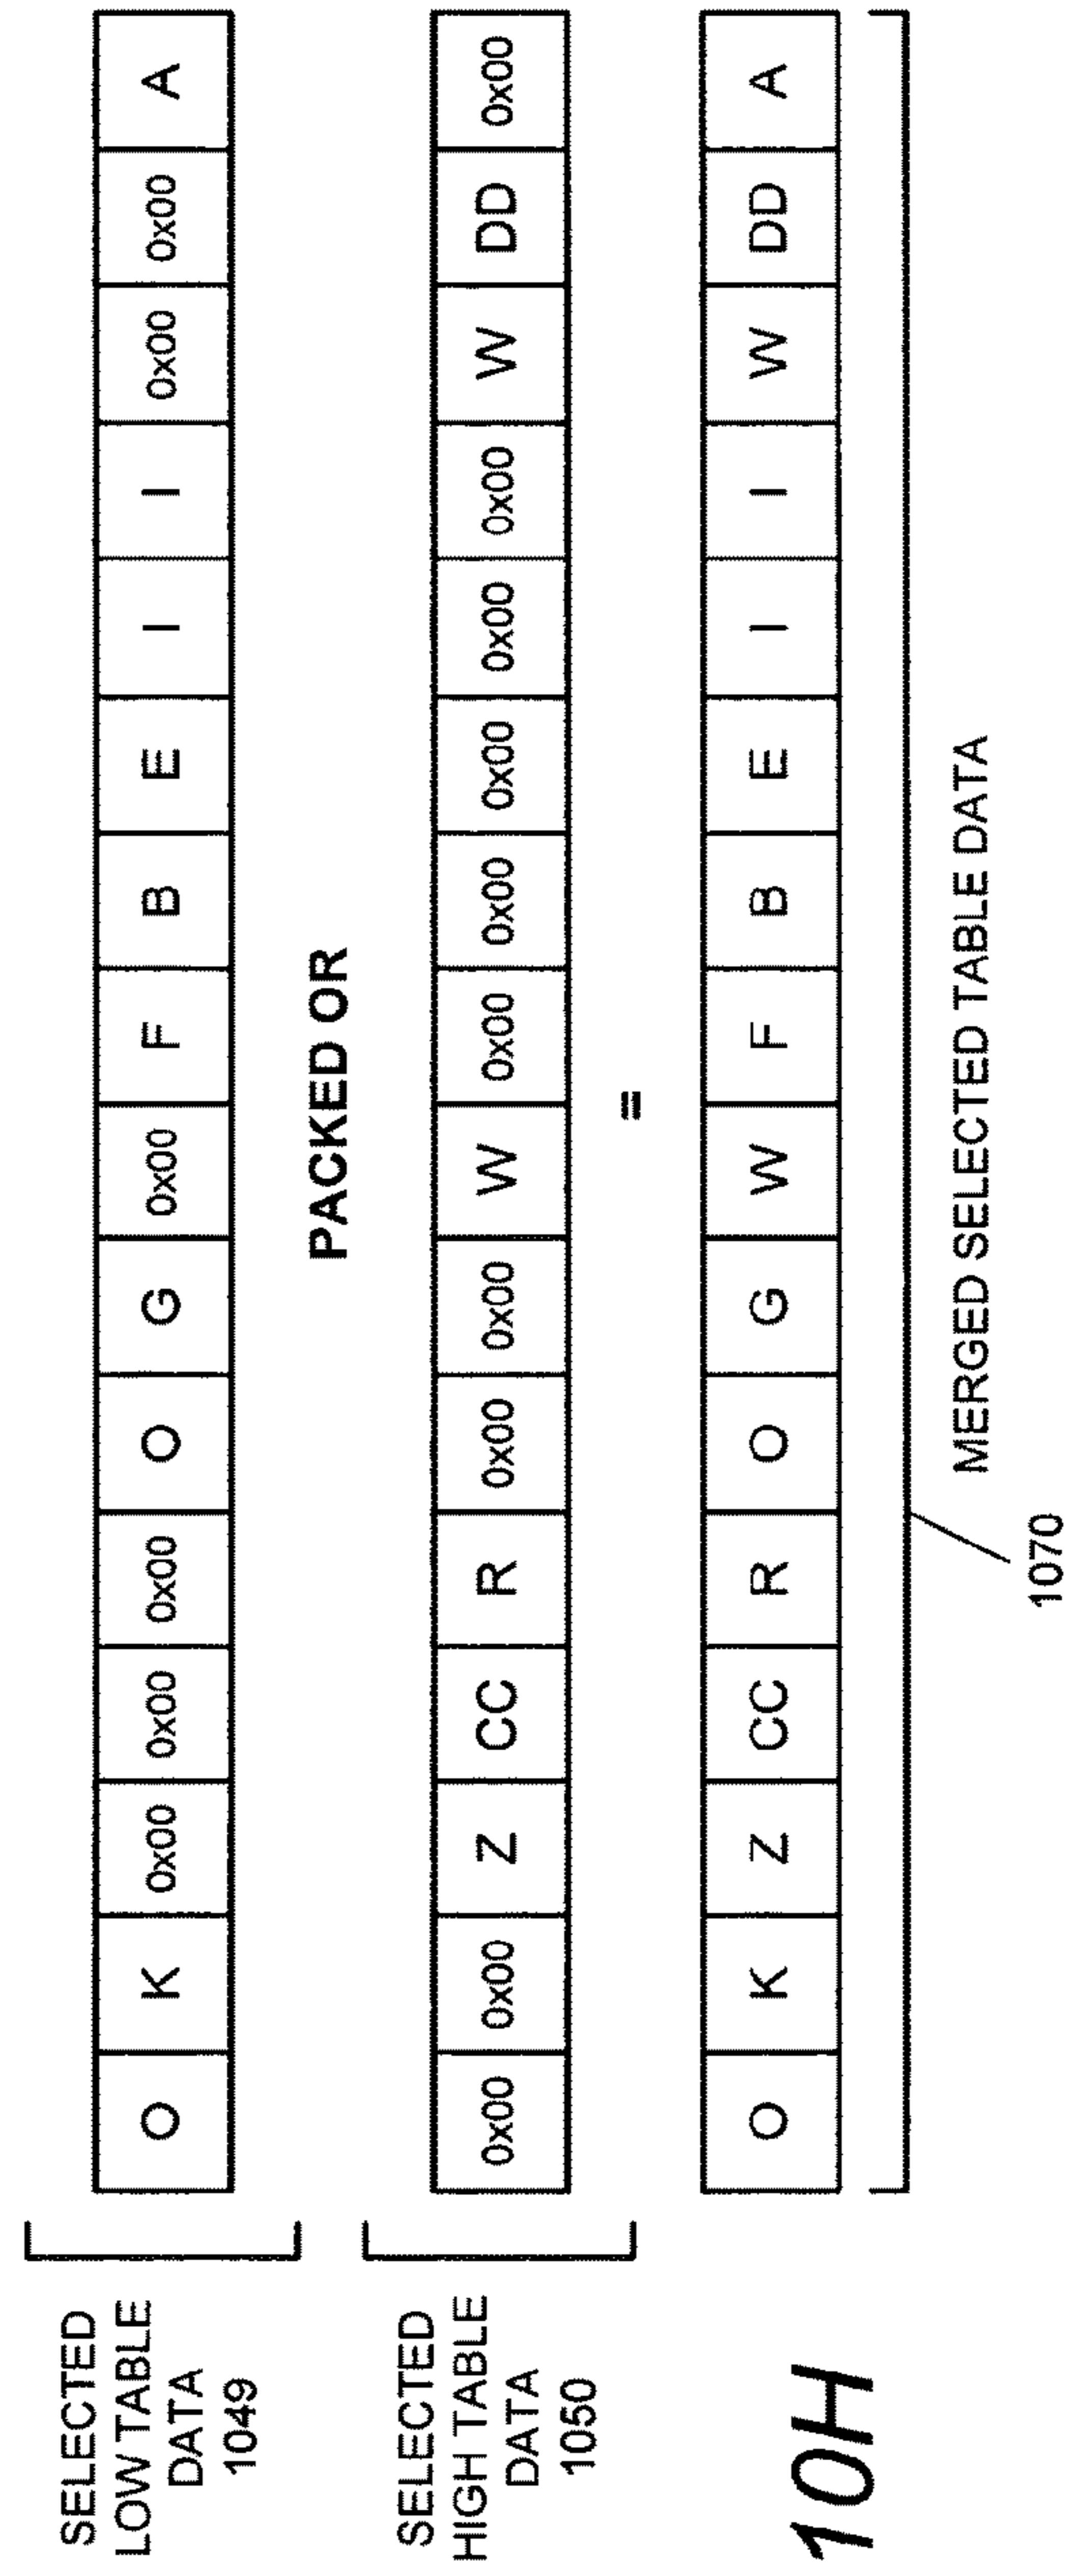 SELECTED
LOW TABLE
DATA
1049
O K 0x00 0x00 0x00 O G 0x00 F B E I I 0x00 0x00 A
PACKED OR
SELECTED
HIGH TABLE
DATA
1050
0x00 0x00 Z CC R 0x00 0x00 W 0x00 0x00 0x00 0x00 0x00 W DD 0x00
=
O K Z CC R O G W F B E I I W DD A
MERGED SELECTED TABLE DATA
1070
10H